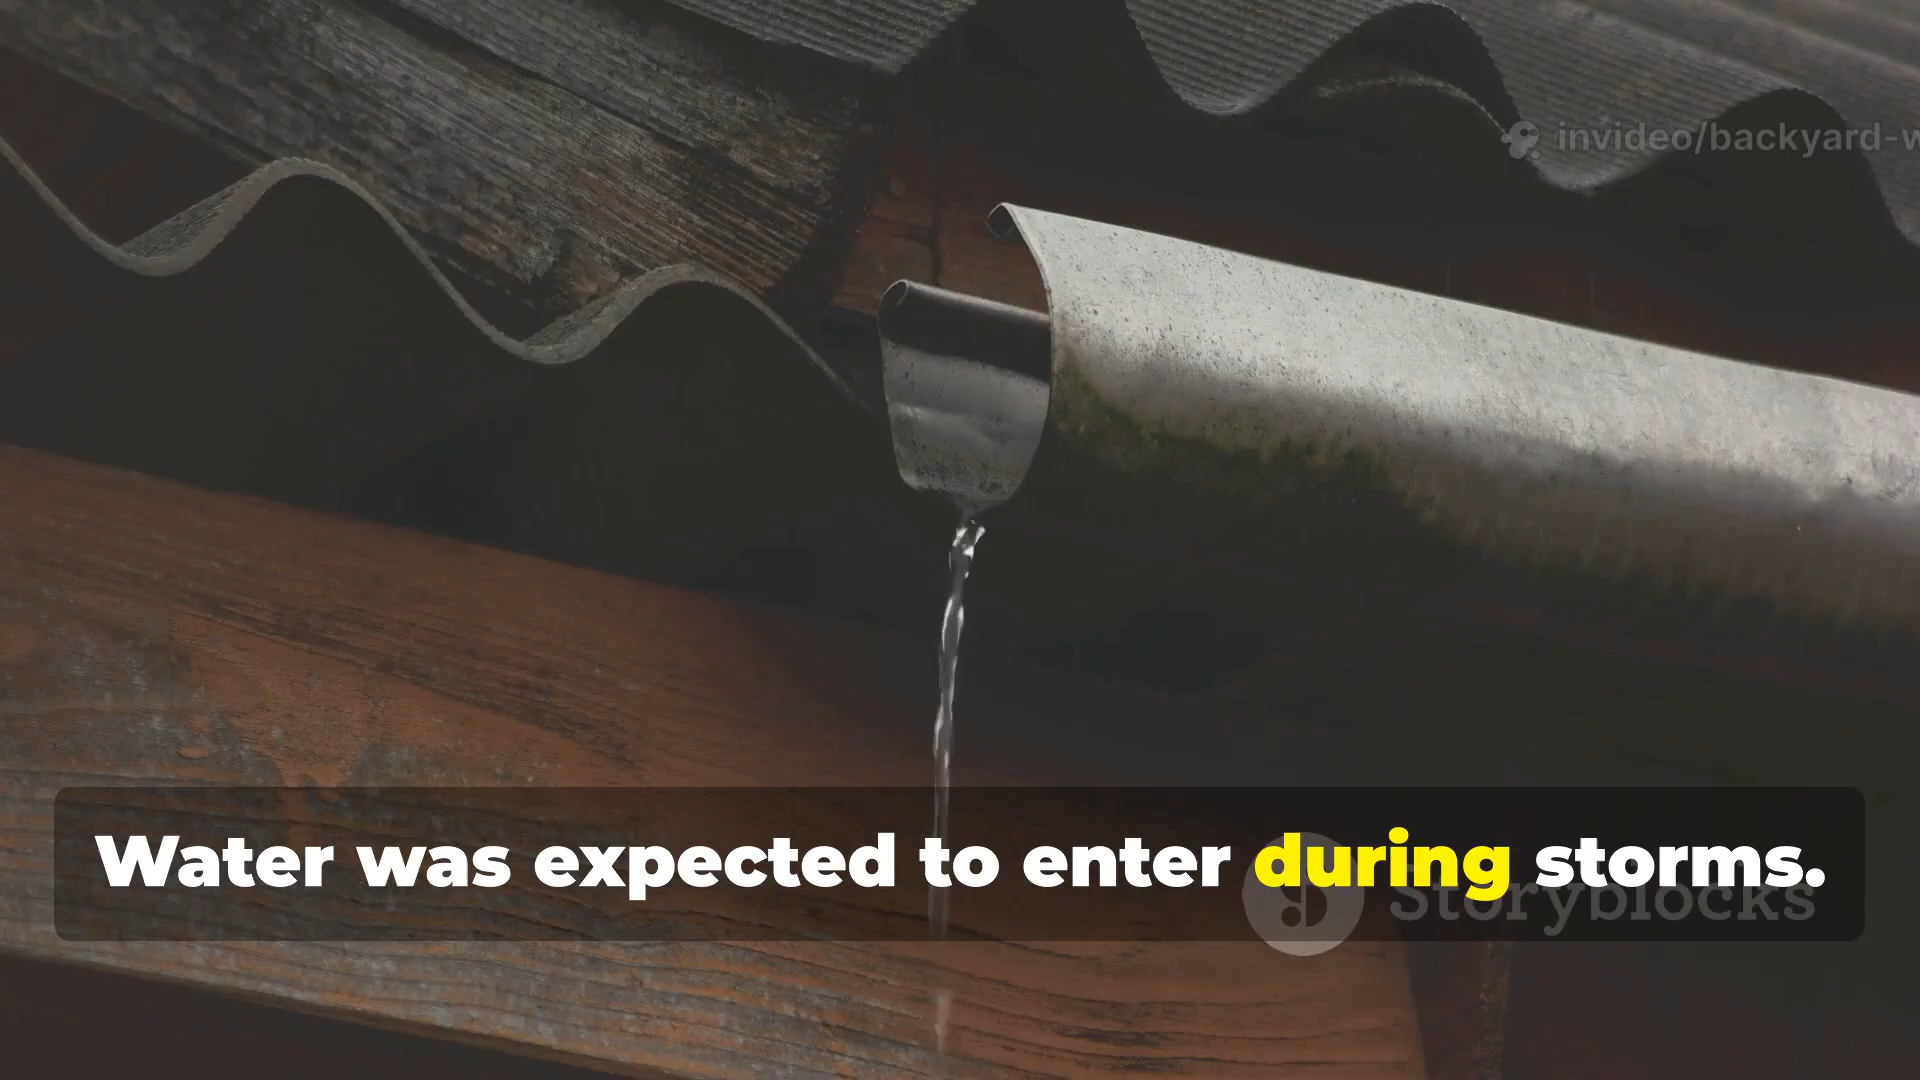 invideo/backyard-w
Water was expected to enter during storms.
Storyblocks